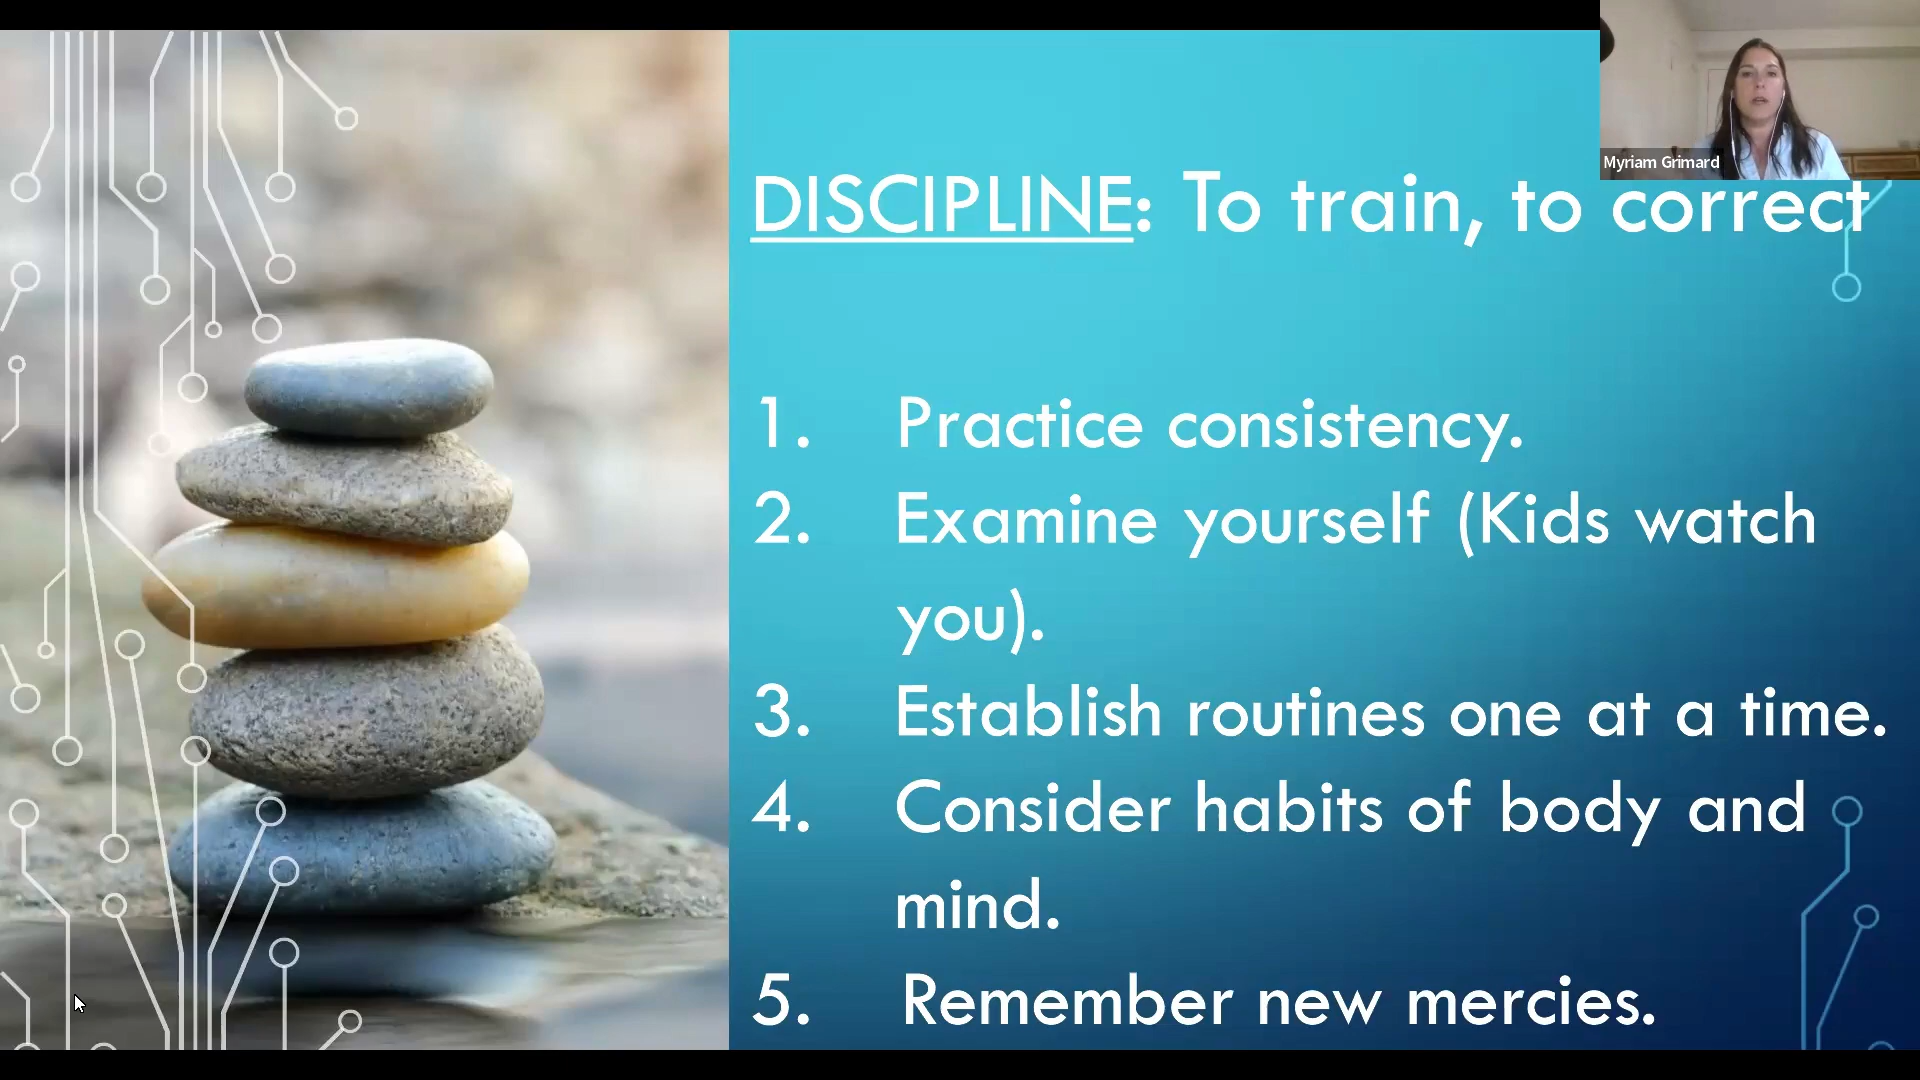 Myriam Grimard
DISCIPLINE: To train, to correct
1. Practice consistency.
2. Examine yourself (Kids watch
you).
3. Establish routines one at a time.
4. Consider habits of body and
mind.
5. Remember new mercies.